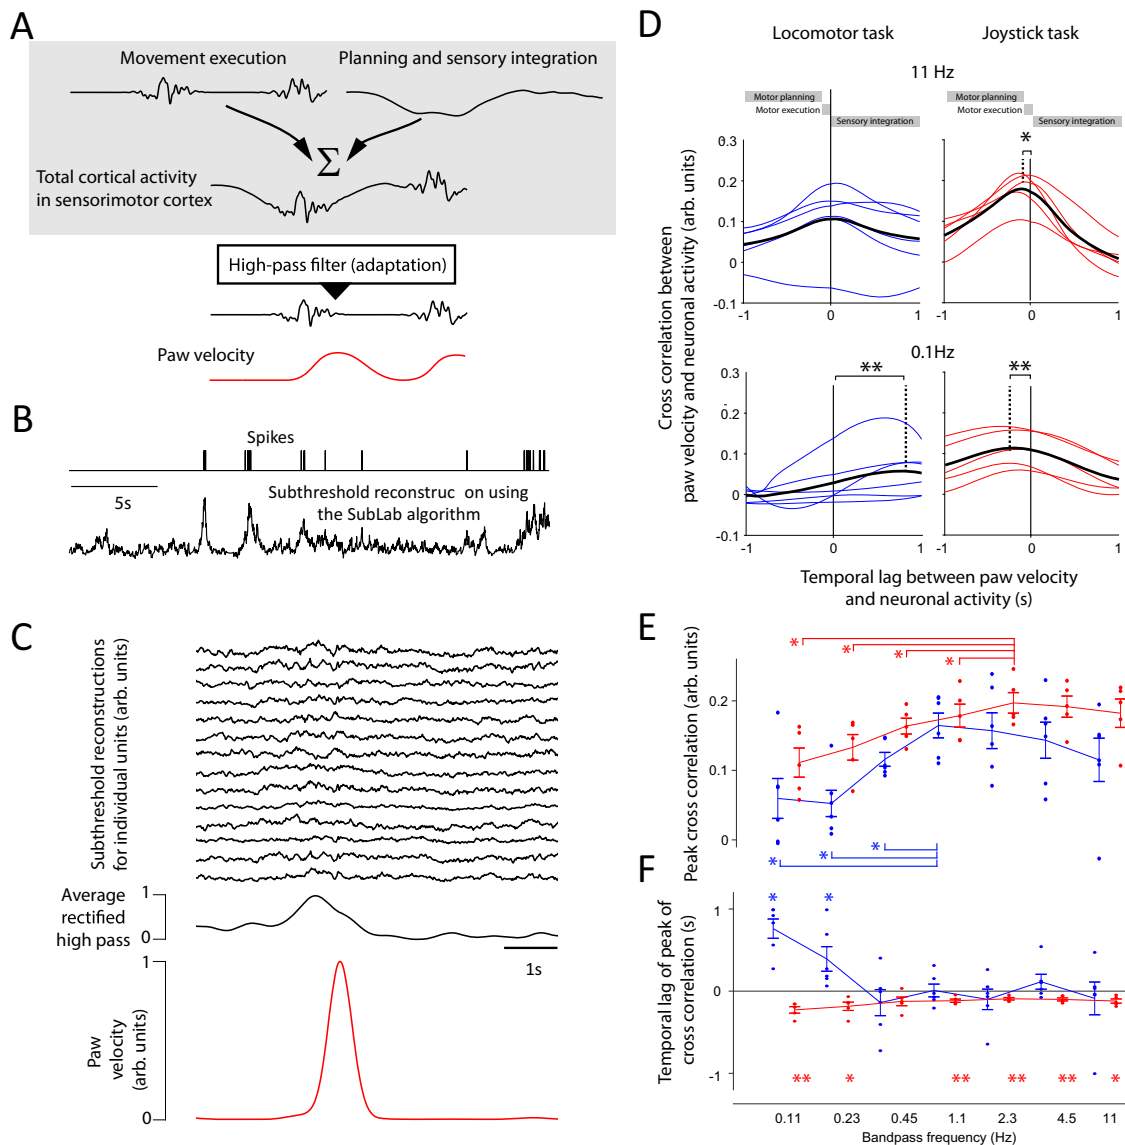 A
Movement execution
Planning and sensory integration
Σ
Total cortical activity
in sensorimotor cortex
High-pass filter (adaptation)
Paw velocity
B
Spikes
5s
Subthreshold reconstruc on using
the SubLab algorithm
C
Subthreshold reconstructions
for individual units (arb. units)
Average
rectified
high pass
1
0
1s
Paw
velocity
(arb. units)
1
0
D
Locomotor task
Joystick task
11 Hz
Motor planning
Motor execution
Sensory integration
Motor planning
Motor execution
Sensory integration
*
Cross correlation between
paw velocity and neuronal activity (arb. units)
0.3
0.2
0.1
0
-0.1
-1 0 1
-1 0 1
0.1Hz
** **
0.3
0.2
0.1
0
-0.1
-1 0 1
-1 0 1
Temporal lag between paw velocity
and neuronal activity (s)
E
Peak cross correlation (arb. units)
* * * *
0.2
0.1
0
* * *
F
Temporal lag of peak of
cross correlation (s)
* *
1
0
-1
** * ** ** ** *
0.11 0.23 0.45 1.1 2.3 4.5 11
Bandpass frequency (Hz)